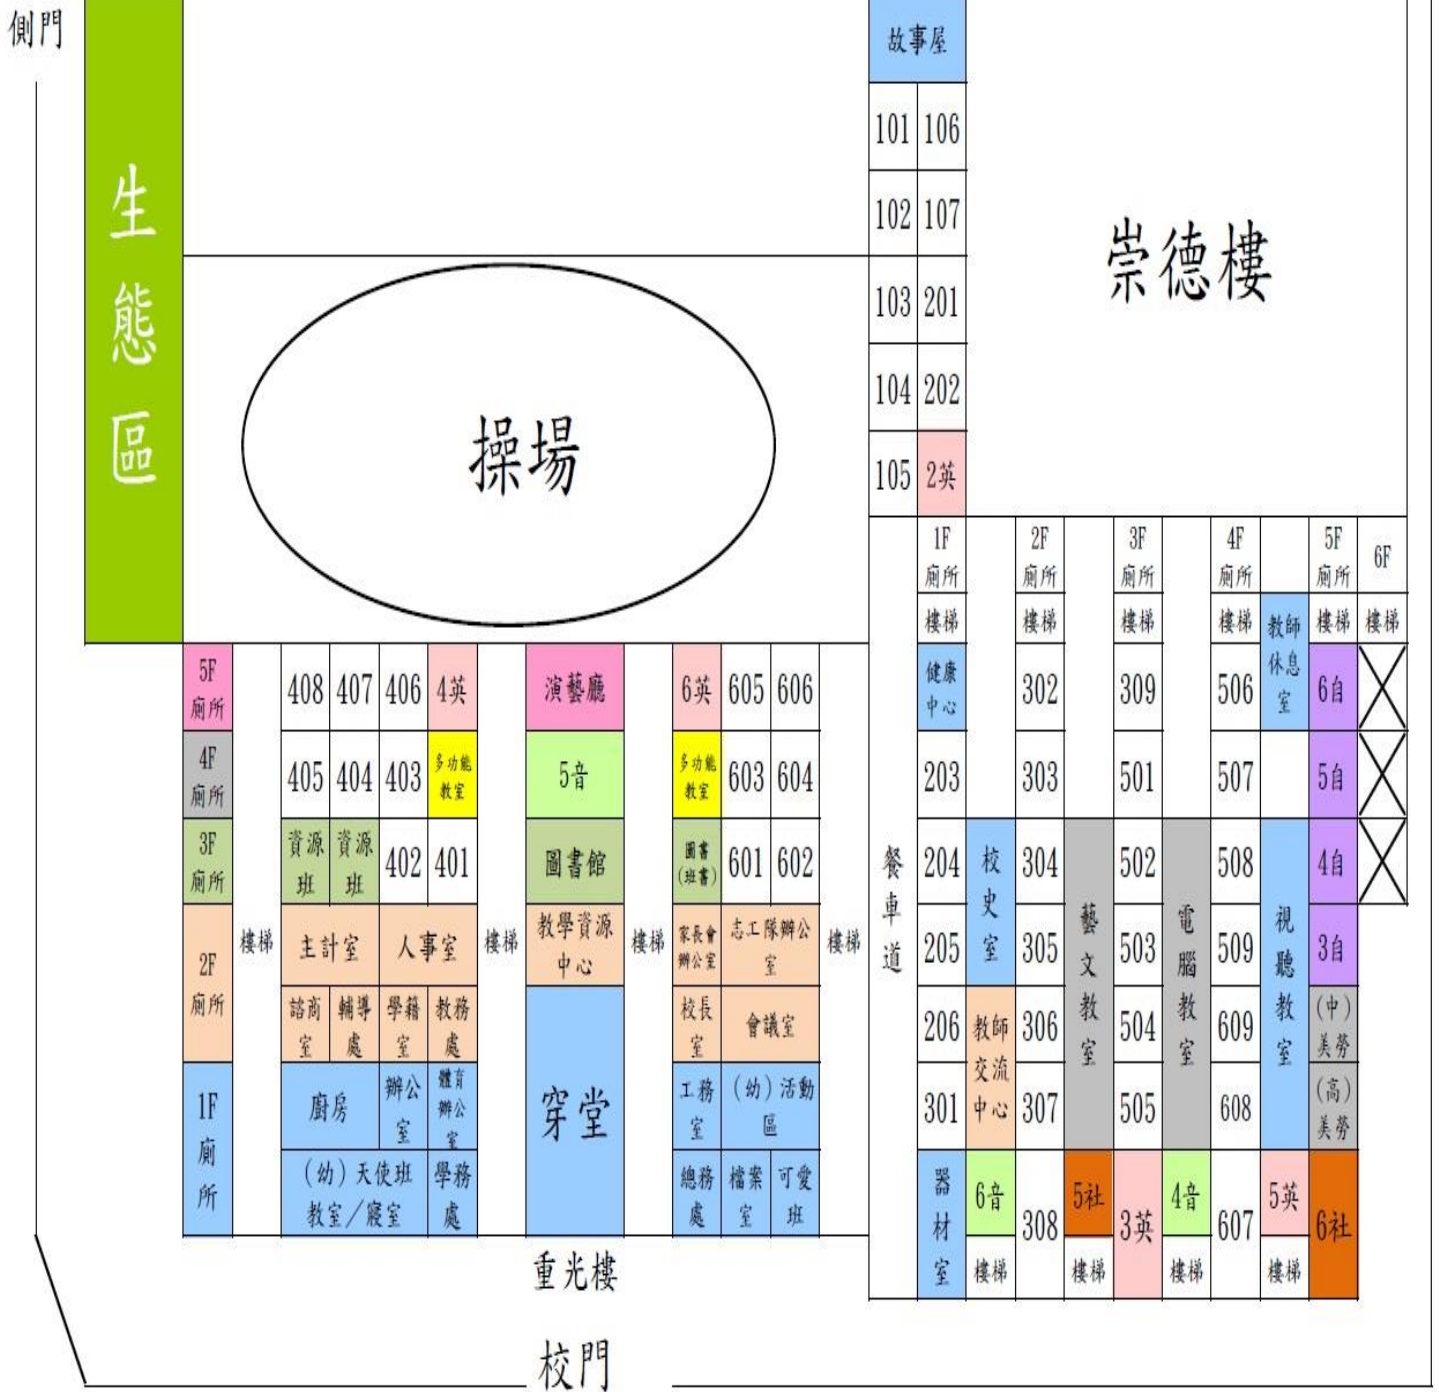 側門
故事屋
101 106
102 107
103 201
104 202
105 2英
生態區
操場
崇德樓
1F 2F 3F 4F 5F 6F
廁所 廁所 廁所 廁所 廁所
樓梯 樓梯 樓梯 樓梯 樓梯 樓梯
教師休息室
健康中心 302 309 506 6自
203 303 501 507 5自
204 304 502 508 4自
205 305 503 509 3自
206 306 504 609 (中)美勞
301 307 505 608 (高)美勞
餐車道
校史室
藝文教室
電腦教室
視聽教室
教師交流中心
器材室 6音 308 5社 3英 4音 607 5英 6社
樓梯 樓梯 樓梯 樓梯
5F廁所 408 407 406 4英 演藝廳 6英 605 606
4F廁所 405 404 403 多功能教室 5音 多功能教室 603 604
3F廁所 資源班 資源班 402 401 圖書館 圖書(班書) 601 602
樓梯 樓梯 樓梯 樓梯
2F廁所 主計室 人事室 教學資源中心 家長會辦公室 志工隊辦公室
諮商室 輔導處 學籍室 教務處 校長室 會議室
1F廁所 廚房 辦公室 體育辦公室 穿堂 工務室 (幼)活動區
(幼)天使班教室/寢室 學務處 總務處 檔案室 可愛班
重光樓
校門